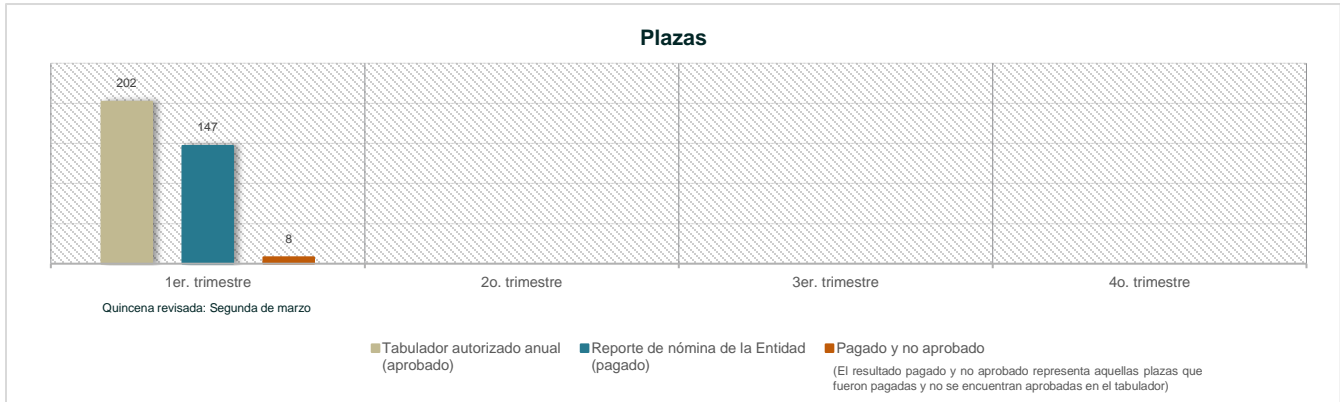 Plazas
202
147
8
1er. trimestre
2o. trimestre
3er. trimestre
4o. trimestre
Quincena revisada: Segunda de marzo
Tabulador autorizado anual
(aprobado)
Reporte de nómina de la Entidad
(pagado)
Pagado y no aprobado
(El resultado pagado y no aprobado representa aquellas plazas que
fueron pagadas y no se encuentran aprobadas en el tabulador)